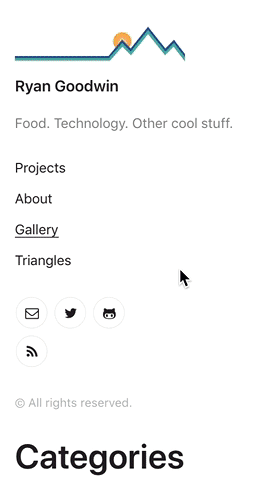 Ryan Goodwin
Food. Technology. Other cool stuff.
Projects
About
Gallery
Triangles
© All rights reserved.
Categories